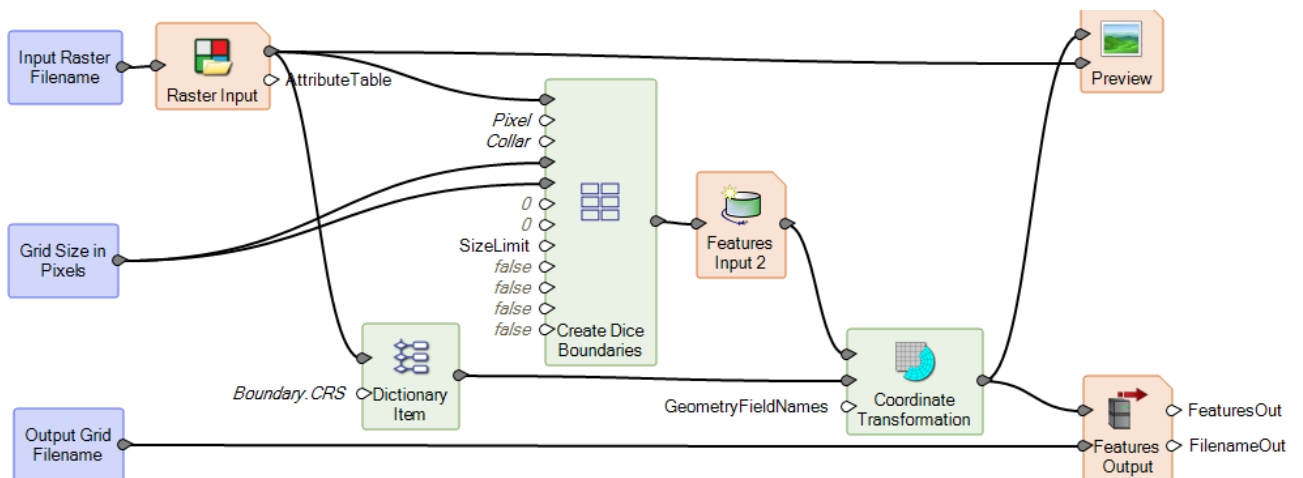 Input Raster
Filename
Raster Input
AttributeTable
Preview
Pixel
Collar
0
0
SizeLimit
false
false
false
false
Create Dice
Boundaries
Grid Size in
Pixels
Features
Input 2
Boundary.CRS
Dictionary
Item
GeometryFieldNames
Coordinate
Transformation
Output Grid
Filename
Features
Output
FeaturesOut
FilenameOut